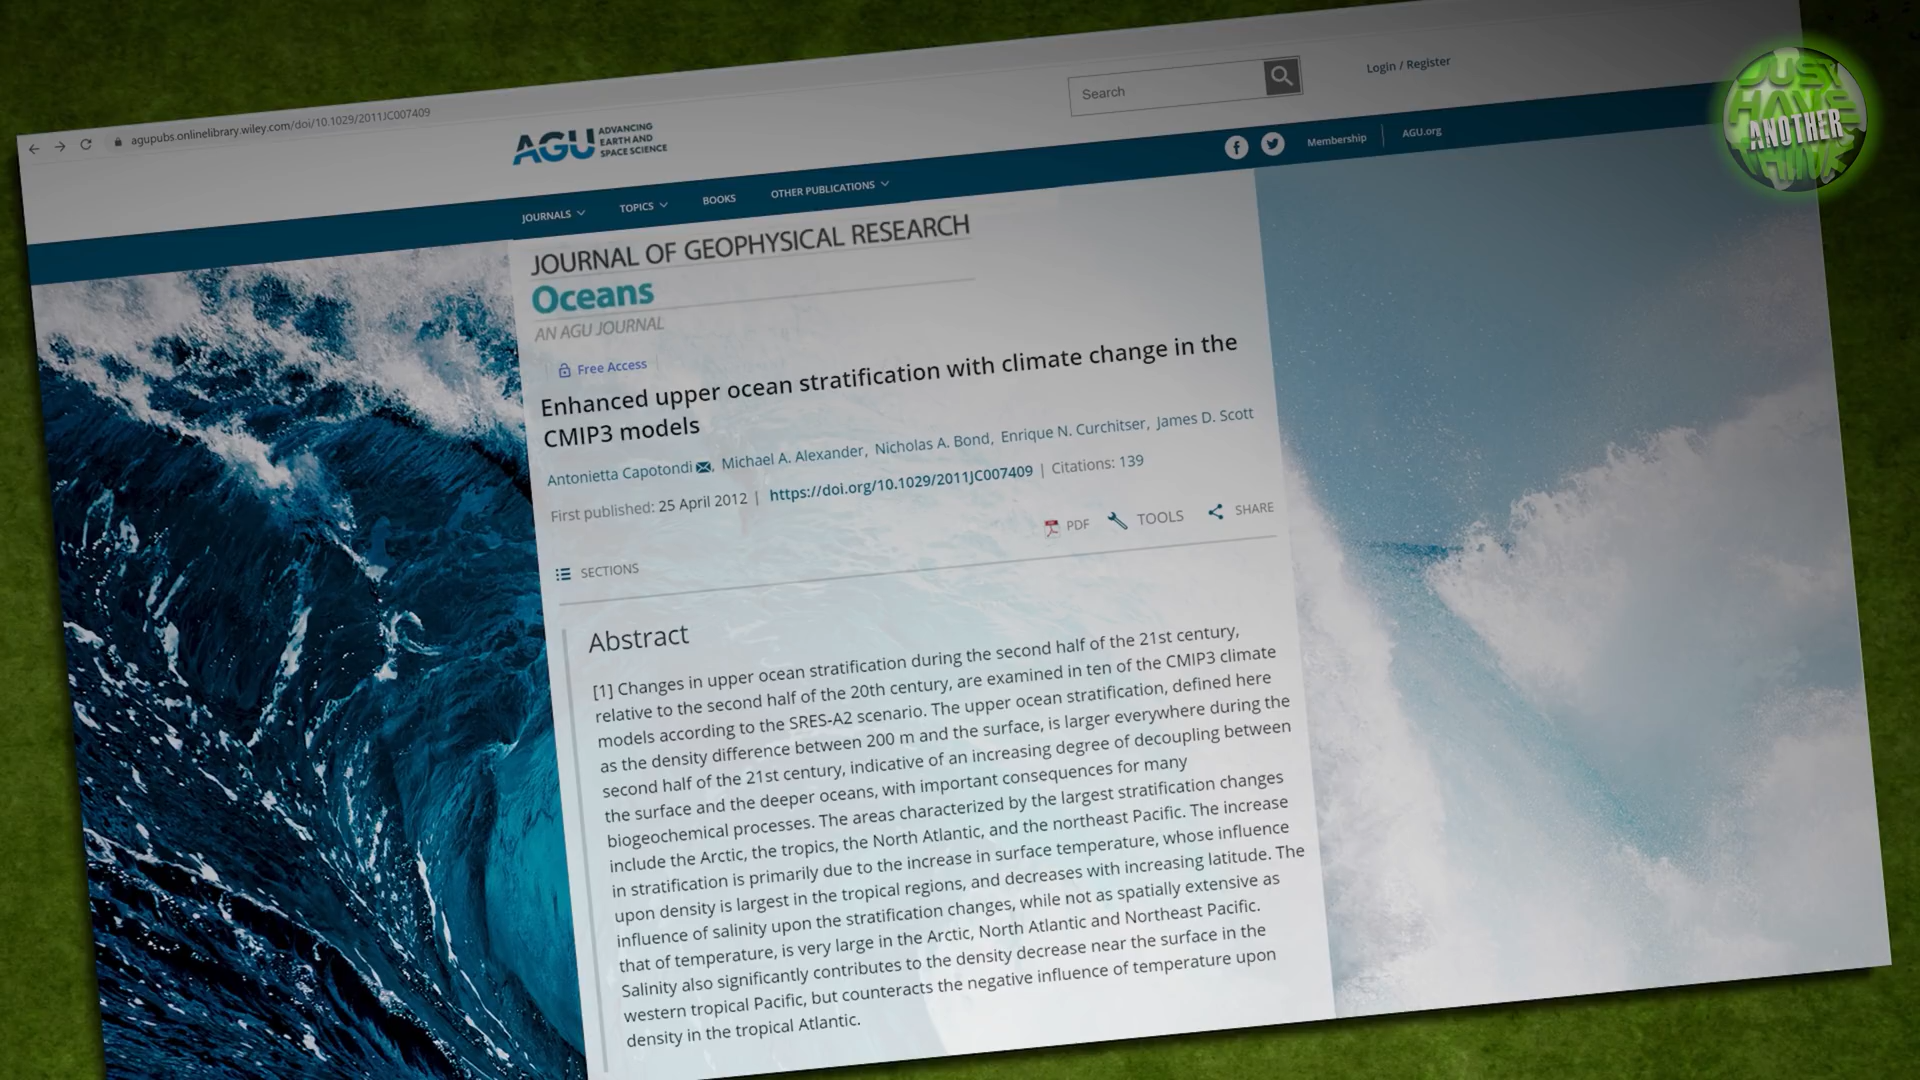 agupubs.onlinelibrary.wiley.com/doi/10.1029/2011JC007409
Search
Login / Register
AGU ADVANCING
EARTH AND
SPACE SCIENCE
Membership
AGU.org
JOURNALS
TOPICS
BOOKS
OTHER PUBLICATIONS
JUST
HAVE
ANOTHER
THINK
JOURNAL OF GEOPHYSICAL RESEARCH
Oceans
AN AGU JOURNAL
Free Access
Enhanced upper ocean stratification with climate change in the
CMIP3 models
Antonietta Capotondi, Michael A. Alexander, Nicholas A. Bond, Enrique N. Curchitser, James D. Scott
First published: 25 April 2012 | https://doi.org/10.1029/2011JC007409 | Citations: 139
PDF TOOLS SHARE
SECTIONS
Abstract
[1] Changes in upper ocean stratification during the second half of the 21st century,
relative to the second half of the 20th century, are examined in ten of the CMIP3 climate
models according to the SRES-A2 scenario. The upper ocean stratification, defined here
as the density difference between 200 m and the surface, is larger everywhere during the
second half of the 21st century, indicative of an increasing degree of decoupling between
the surface and the deeper oceans, with important consequences for many
biogeochemical processes. The areas characterized by the largest stratification changes
include the Arctic, the tropics, the North Atlantic, and the northeast Pacific. The increase
in stratification is primarily due to the increase in surface temperature, whose influence
upon density is largest in the tropical regions, and decreases with increasing latitude. The
influence of salinity upon the stratification changes, while not as spatially extensive as
that of temperature, is very large in the Arctic, North Atlantic and Northeast Pacific.
Salinity also significantly contributes to the density decrease near the surface in the
western tropical Pacific, but counteracts the negative influence of temperature upon
density in the tropical Atlantic.